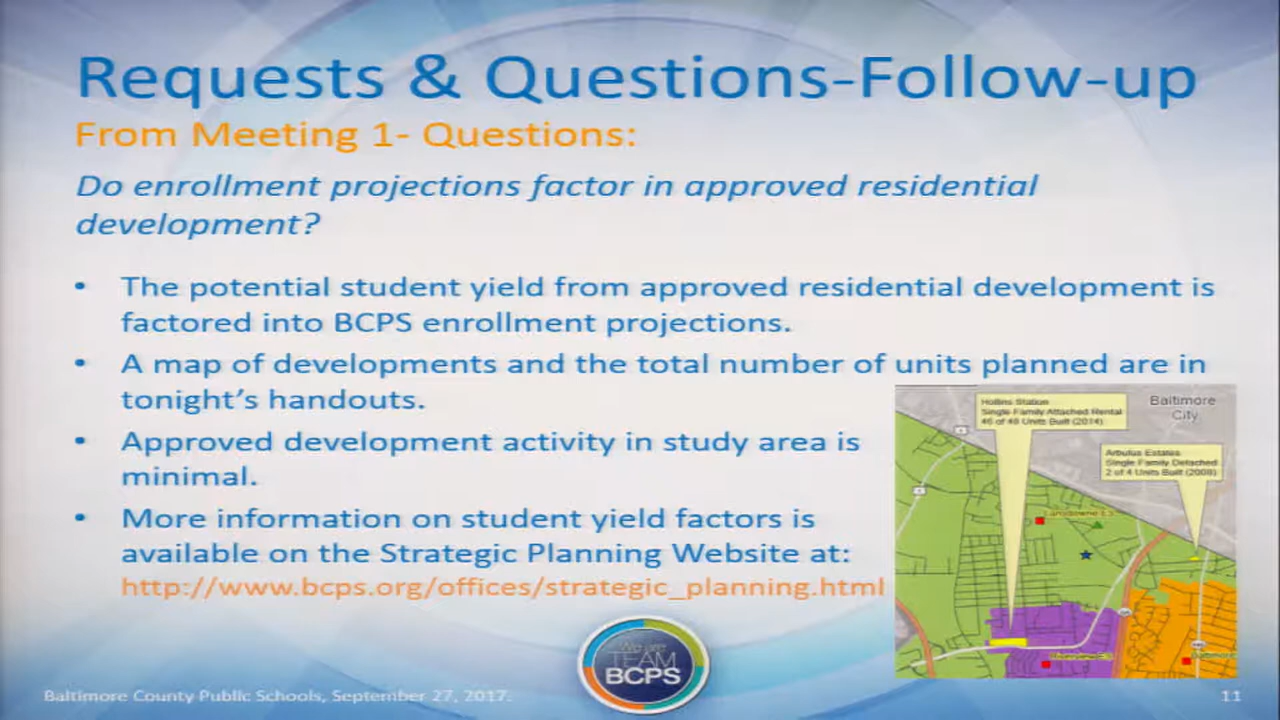 Requests & Questions-Follow-up
From Meeting 1- Questions:
Do enrollment projections factor in approved residential
development?
• The potential student yield from approved residential development is
factored into BCPS enrollment projections.
• A map of developments and the total number of units planned are in
tonight's handouts.
• Approved development activity in study area is
minimal.
• More information on student yield factors is
available on the Strategic Planning Website at:
http://www.bcps.org/offices/strategic_planning.html
Hollins Station
Single Family Attached Rental
46 of 48 Units Built (2014)
Baltimore
City
Arbutus Estates
Single Family Detached
2 of 4 Units Built (2008)
Lansdowne E.S.
Baltimore
We are
TEAM
BCPS
Baltimore County Public Schools, September 27, 2017.
11